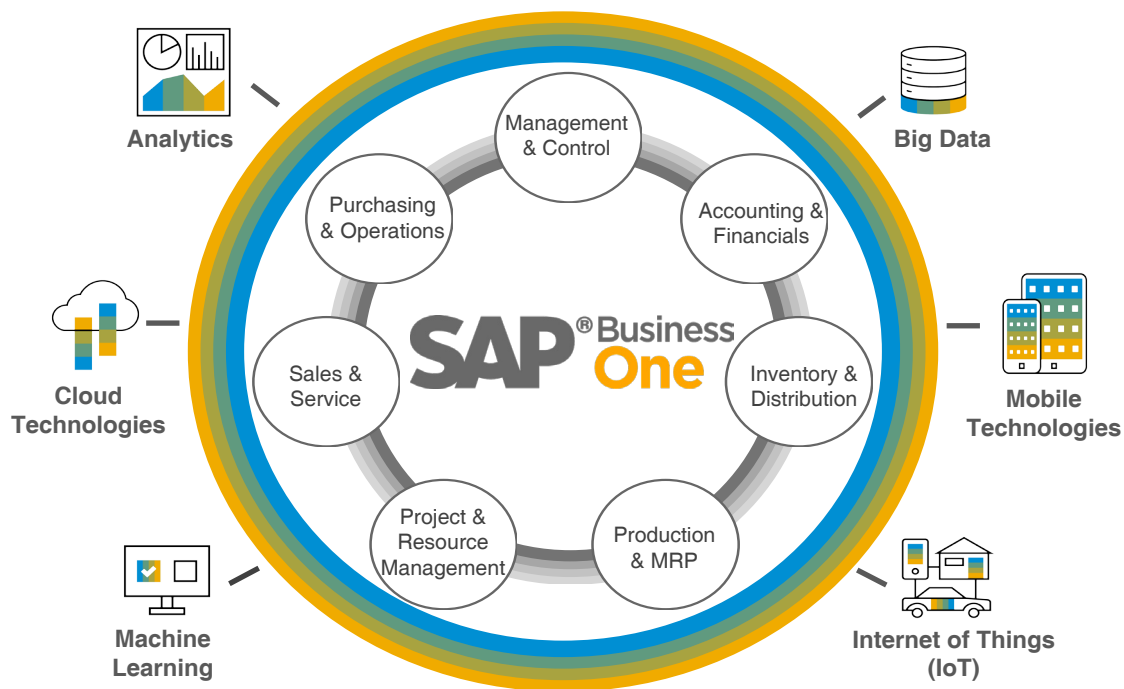 Analytics
Big Data
Management
& Control
Purchasing
& Operations
Accounting &
Financials
SAP® Business
One
Cloud
Technologies
Sales &
Service
Inventory &
Distribution
Mobile
Technologies
Project &
Resource
Management
Production
& MRP
Machine
Learning
Internet of Things
(IoT)